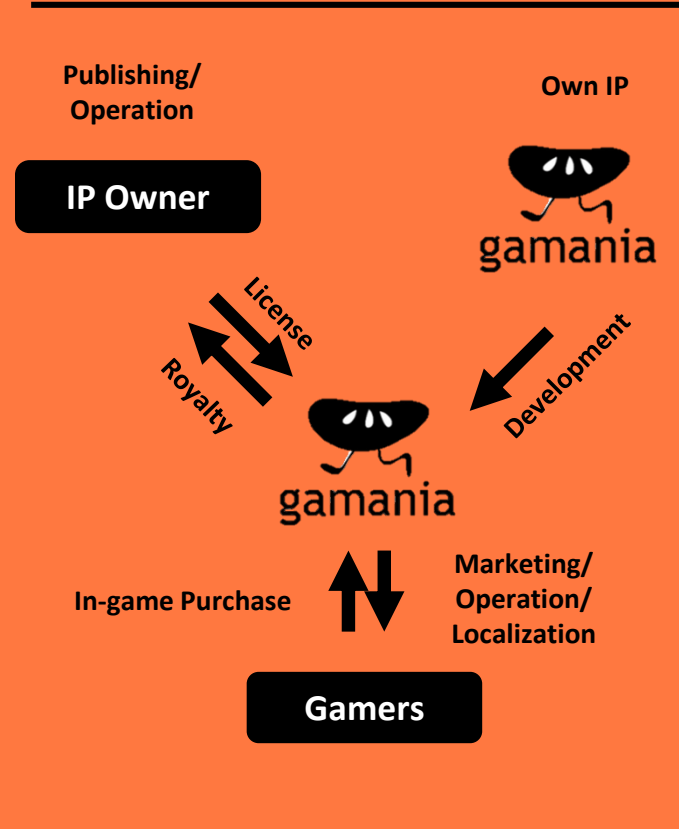 Publishing/
Operation
Own IP
IP Owner
gamania
License
Royalty
Development
gamania
In-game Purchase
Marketing/
Operation/
Localization
Gamers